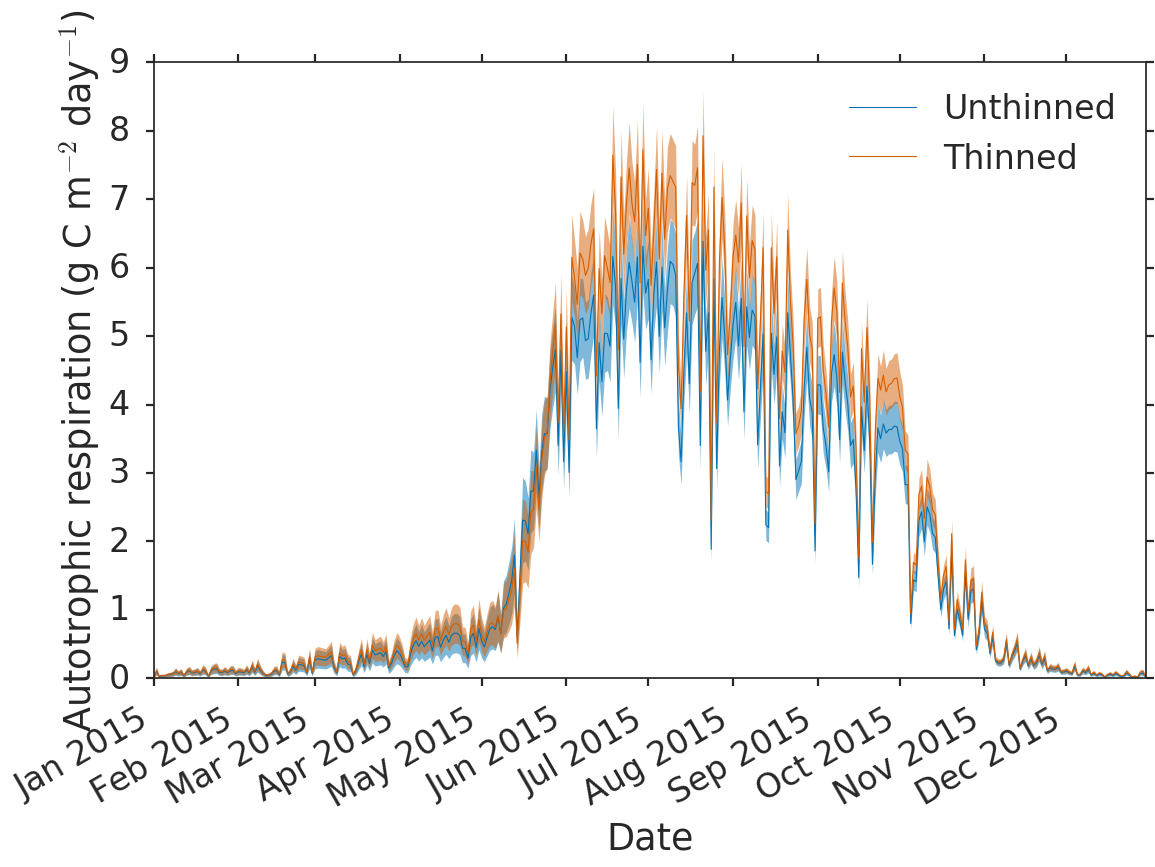 Autotrophic respiration (g C m⁻² day⁻¹)
9
8
7
6
5
4
3
2
1
0
Unthinned
Thinned
Jan 2015
Feb 2015
Mar 2015
Apr 2015
May 2015
Jun 2015
Jul 2015
Aug 2015
Sep 2015
Oct 2015
Nov 2015
Dec 2015
Date